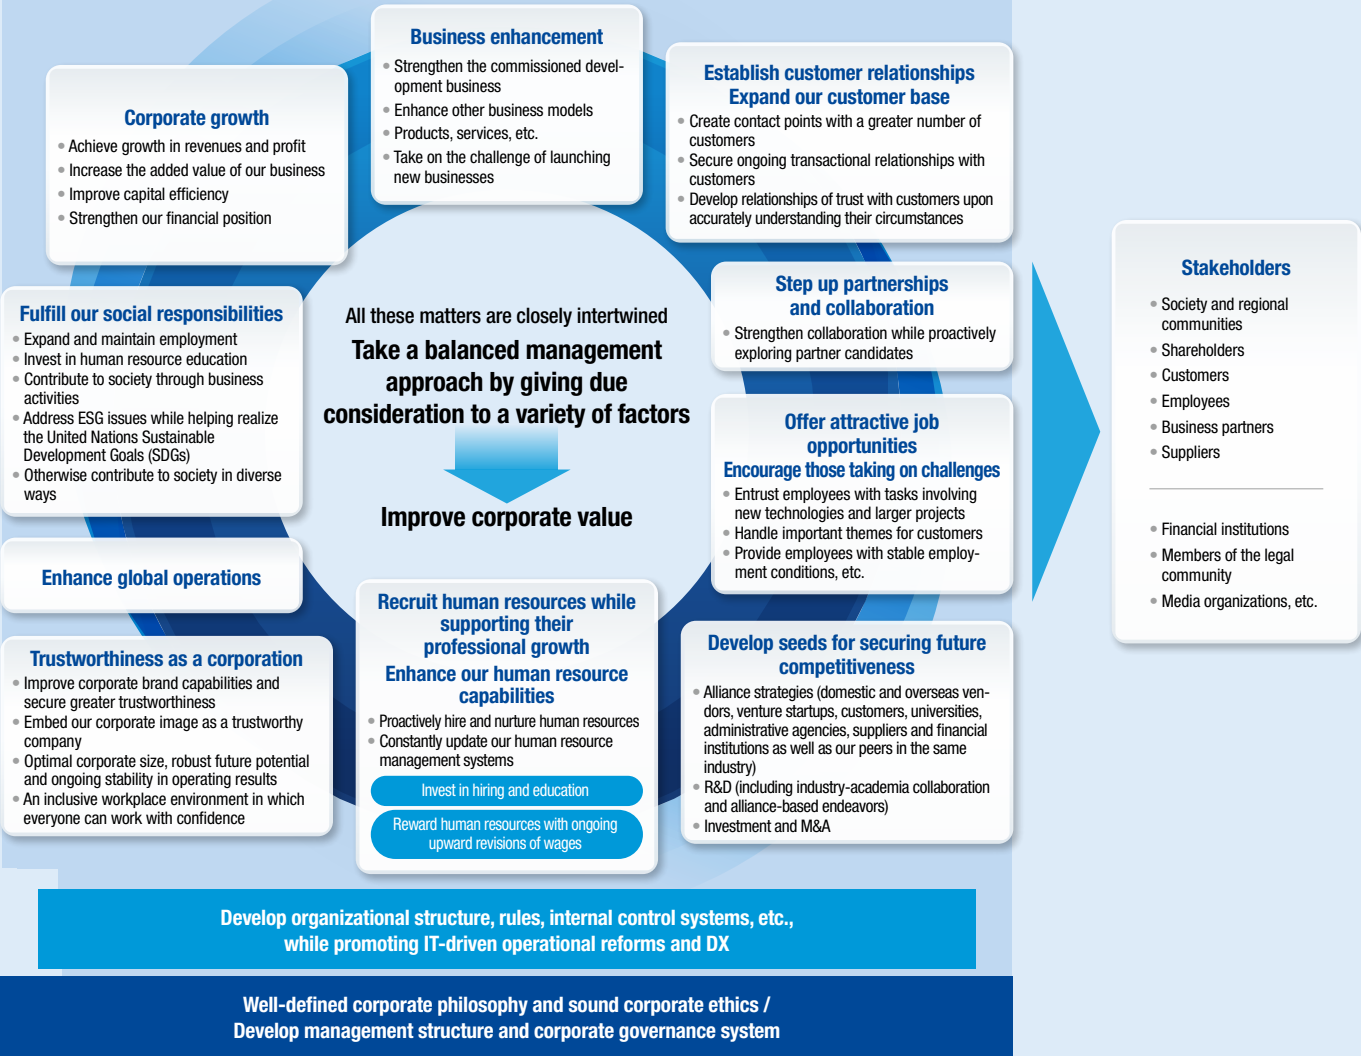 Business enhancement
• Strengthen the commissioned devel-
opment business
• Enhance other business models
• Products, services, etc.
• Take on the challenge of launching
new businesses
Establish customer relationships
Expand our customer base
• Create contact points with a greater number of
customers
• Secure ongoing transactional relationships with
customers
• Develop relationships of trust with customers upon
accurately understanding their circumstances
Corporate growth
• Achieve growth in revenues and profit
• Increase the added value of our business
• Improve capital efficiency
• Strengthen our financial position
Step up partnerships
and collaboration
• Strengthen collaboration while proactively
exploring partner candidates
Fulfill our social responsibilities
• Expand and maintain employment
• Invest in human resource education
• Contribute to society through business
activities
• Address ESG issues while helping realize
the United Nations Sustainable
Development Goals (SDGs)
• Otherwise contribute to society in diverse
ways
All these matters are closely intertwined
Take a balanced management
approach by giving due
consideration to a variety of factors
Improve corporate value
Offer attractive job
opportunities
Encourage those taking on challenges
• Entrust employees with tasks involving
new technologies and larger projects
• Handle important themes for customers
• Provide employees with stable employ-
ment conditions, etc.
Enhance global operations
Trustworthiness as a corporation
• Improve corporate brand capabilities and
secure greater trustworthiness
• Embed our corporate image as a trustworthy
company
• Optimal corporate size, robust future potential
and ongoing stability in operating results
• An inclusive workplace environment in which
everyone can work with confidence
Recruit human resources while
supporting their
professional growth
Enhance our human resource
capabilities
• Proactively hire and nurture human resources
• Constantly update our human resource
management systems
Invest in hiring and education
Reward human resources with ongoing
upward revisions of wages
Develop seeds for securing future
competitiveness
• Alliance strategies (domestic and overseas ven-
dors, venture startups, customers, universities,
administrative agencies, suppliers and financial
institutions as well as our peers in the same
industry)
• R&D (including industry-academia collaboration
and alliance-based endeavors)
• Investment and M&A
Stakeholders
• Society and regional
communities
• Shareholders
• Customers
• Employees
• Business partners
• Suppliers
• Financial institutions
• Members of the legal
community
• Media organizations, etc.
Develop organizational structure, rules, internal control systems, etc.,
while promoting IT-driven operational reforms and DX
Well-defined corporate philosophy and sound corporate ethics /
Develop management structure and corporate governance system